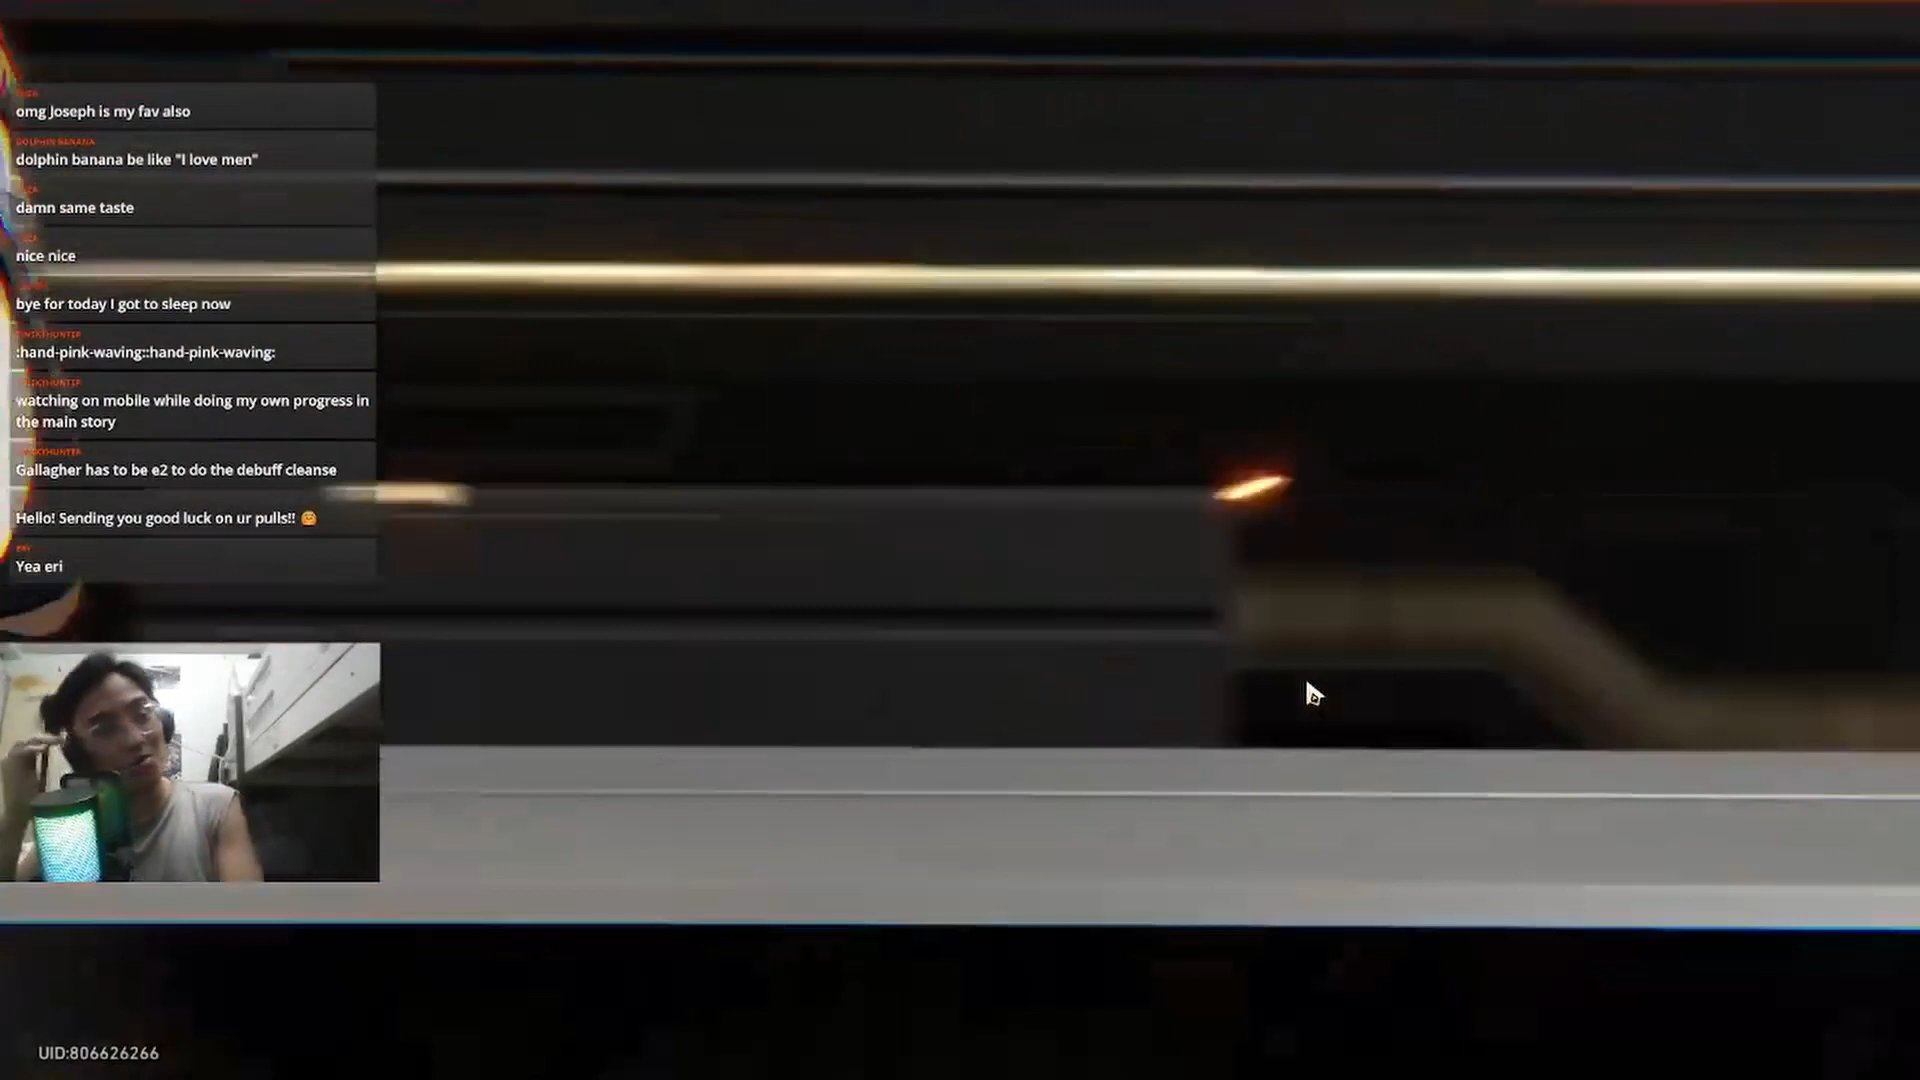 omg Joseph is my fav also
DOLPHIN BANANA
dolphin banana be like "I love men"
damn same taste
nice nice
bye for today I got to sleep now
:hand-pink-waving::hand-pink-waving:
watching on mobile while doing my own progress in
the main story
Gallagher has to be e2 to do the debuff cleanse
Hello! Sending you good luck on ur pulls!! 🤗
Yea eri
UID:806626266